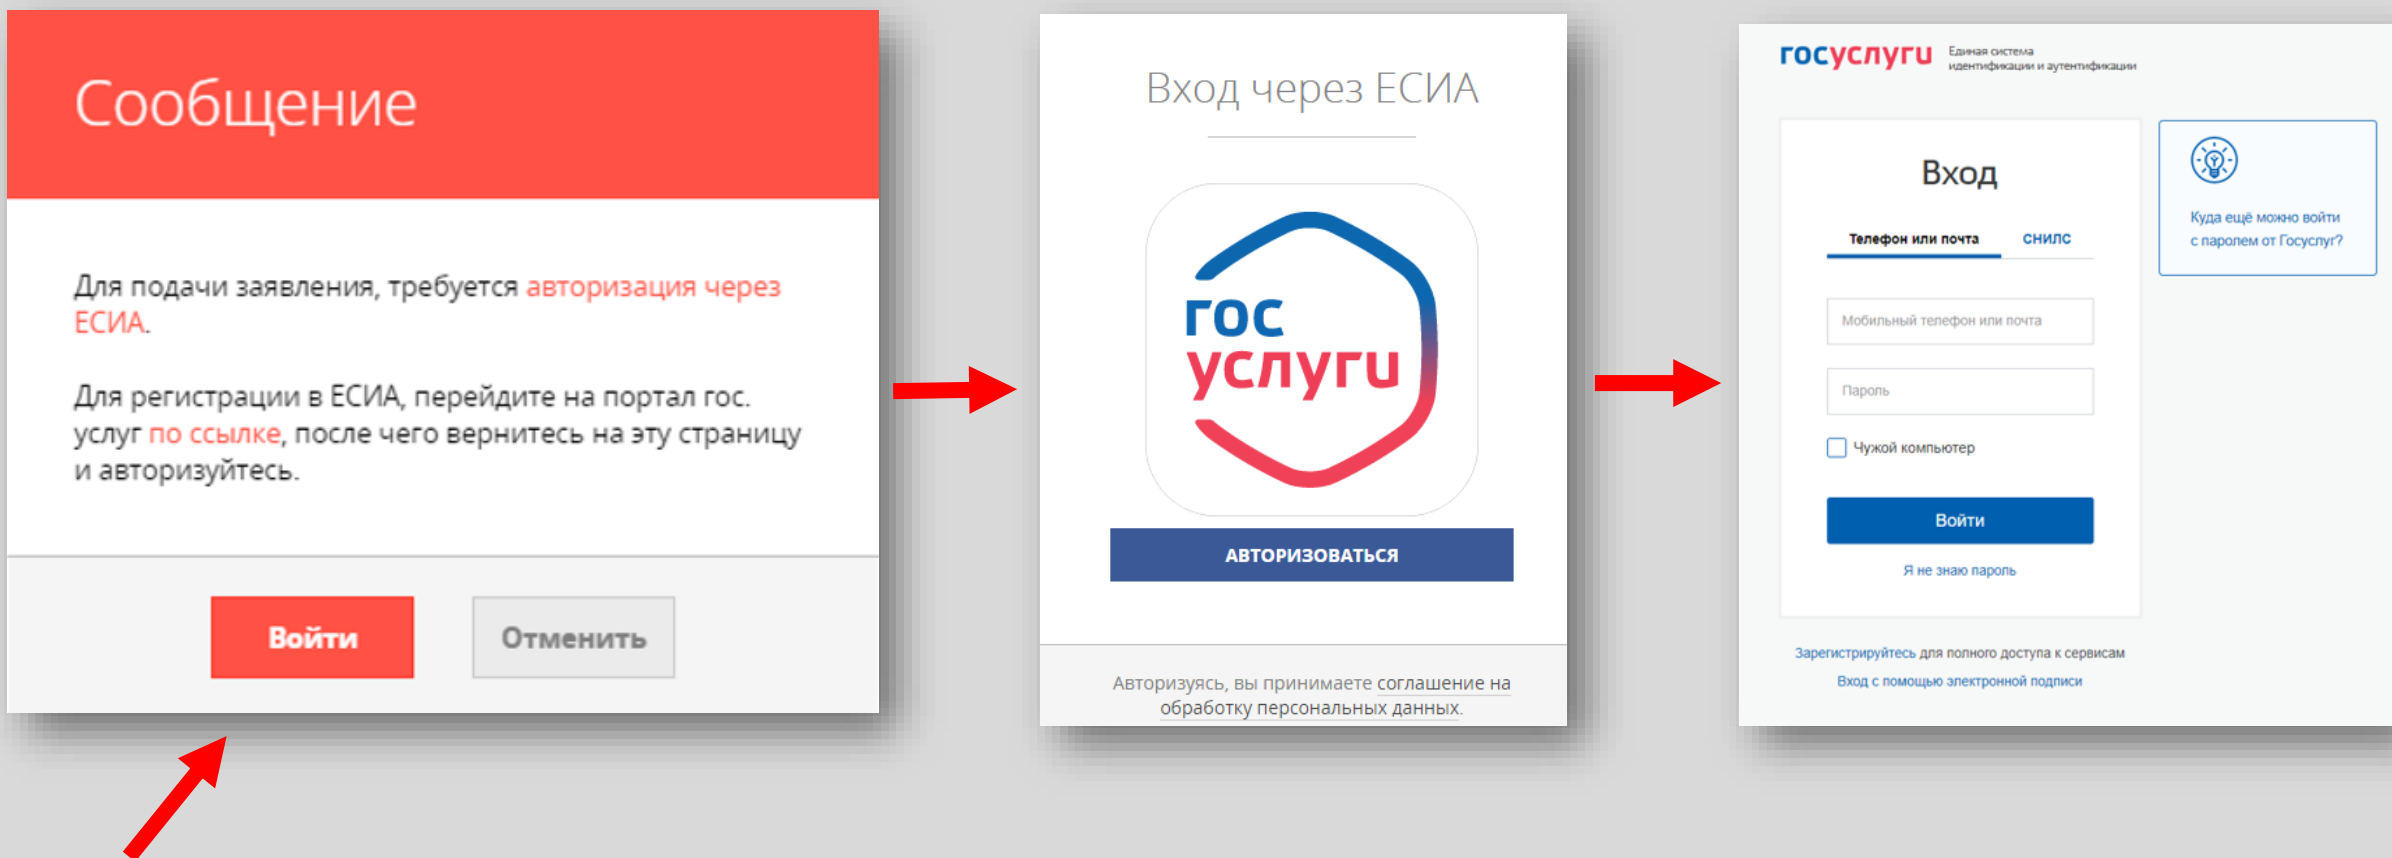 Сообщение
Для подачи заявления, требуется авторизация через
ЕСИА.
Для регистрации в ЕСИА, перейдите на портал гос.
услуг по ссылке, после чего вернитесь на эту страницу
и авторизуйтесь.
Войти
Отменить
Вход через ЕСИА
гос
услуги
АВТОРИЗОВАТЬСЯ
Авторизуясь, вы принимаете соглашение на
обработку персональных данных.
госуслуги
Единая система
идентификации и аутентификации
Вход
Телефон или почта
СНИЛС
Мобильный телефон или почта
Пароль
Чужой компьютер
Войти
Я не знаю пароль
Зарегистрируйтесь для полного доступа к сервисам
Вход с помощью электронной подписи
Куда ещё можно войти
с паролем от Госуслуг?